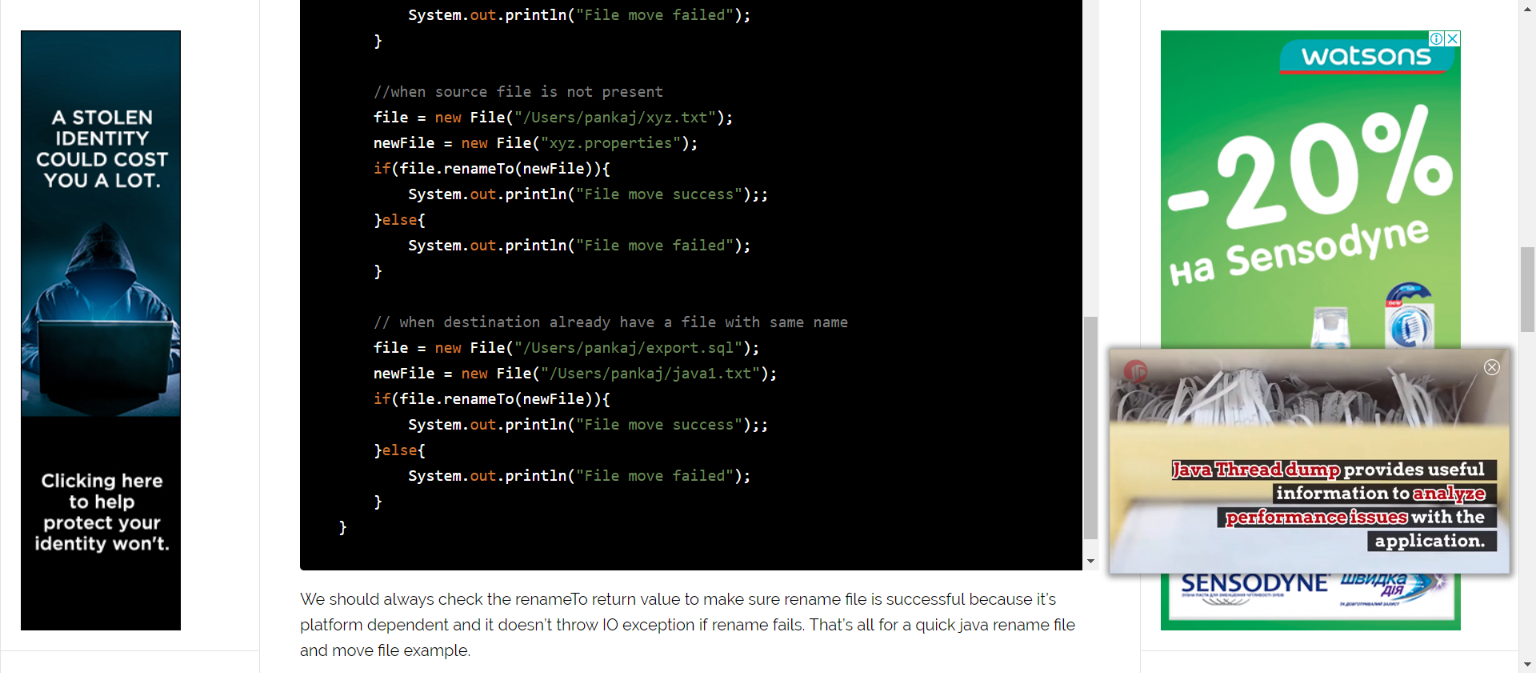 A STOLEN
IDENTITY
COULD COST
YOU A LOT.
Clicking here
to help
protect your
identity won't.
System.out.println("File move failed");
}
//when source file is not present
file = new File("/Users/pankaj/xyz.txt");
newFile = new File("xyz.properties");
if(file.renameTo(newFile)){
System.out.println("File move success");;
}else{
System.out.println("File move failed");
}
// when destination already have a file with same name
file = new File("/Users/pankaj/export.sql");
newFile = new File("/Users/pankaj/java1.txt");
if(file.renameTo(newFile)){
System.out.println("File move success");;
}else{
System.out.println("File move failed");
}
}
We should always check the renameTo return value to make sure rename file is successful because it's
platform dependent and it doesn't throw IO exception if rename fails. That's all for a quick java rename file
and move file example.
watsons
-20%
на Sensodyne
Java Thread dump provides useful
information to analyze
performance issues with the
application.
SENSODYNE
ШВИДКА
ДІЯ